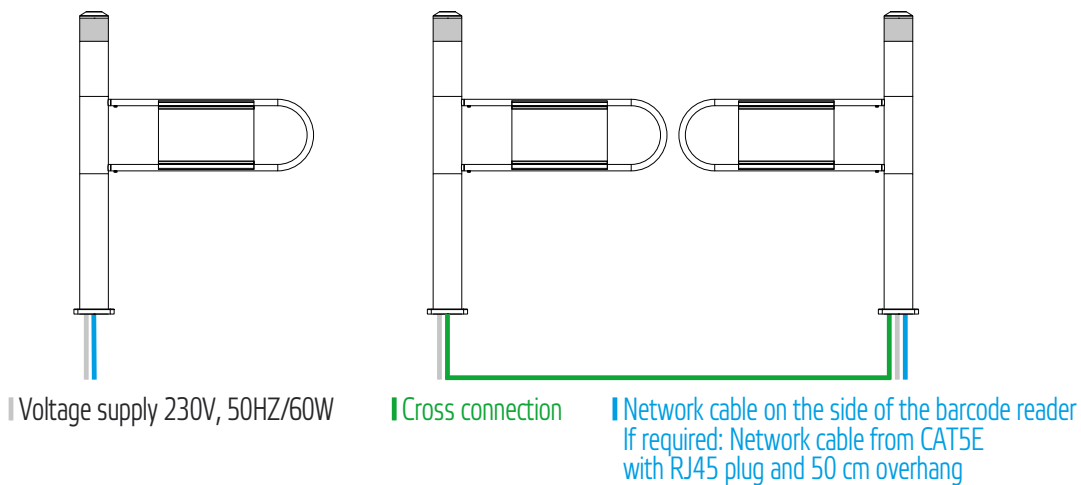 Voltage supply 230V, 50HZ/60W
Cross connection
Network cable on the side of the barcode reader
If required: Network cable from CAT5E
with RJ45 plug and 50 cm overhang